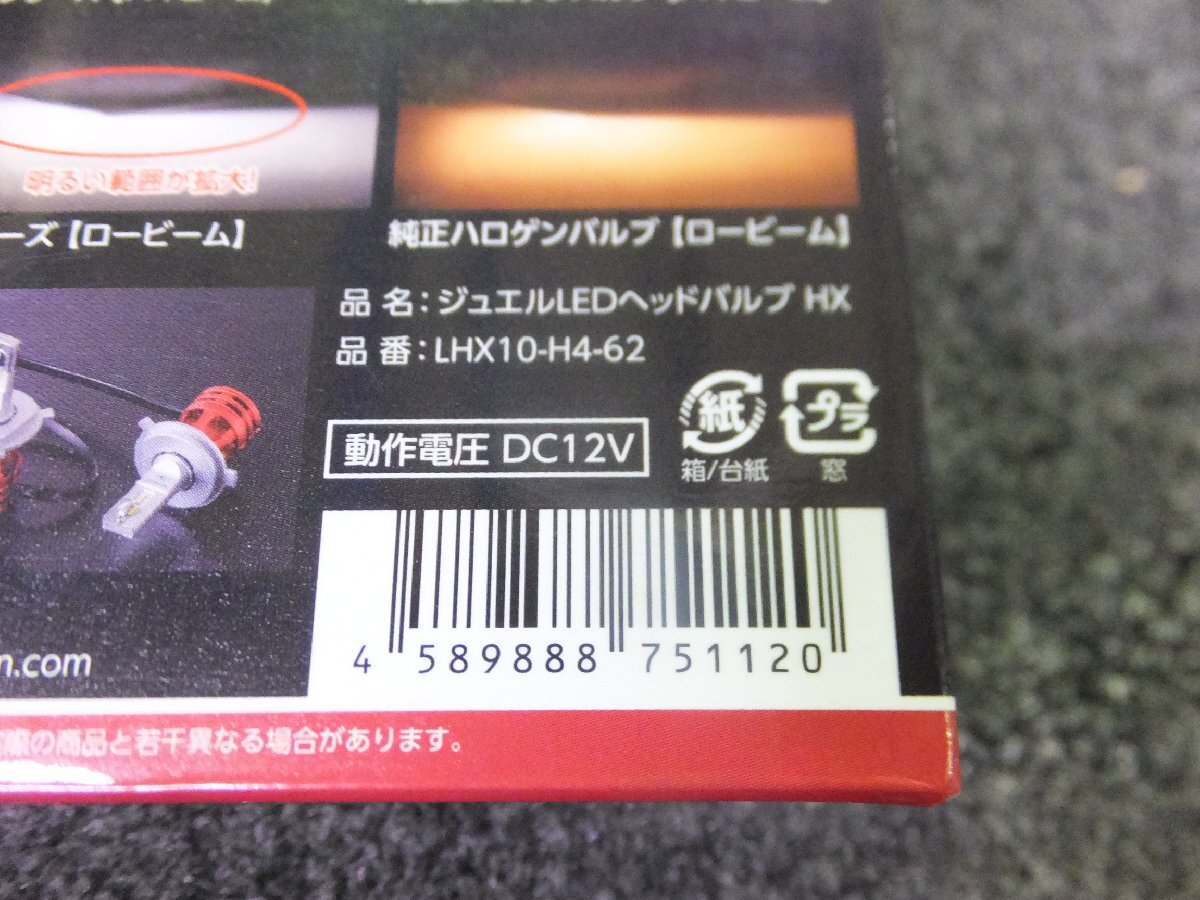 明るい範囲が拡大!
ーズ【ロービーム】
純正ハロゲンバルブ【ロービーム】
品 名：ジュエルLEDヘッドバルブ HX
品 番：LHX10-H4-62
動作電圧 DC12V
紙
プラ
箱/台紙
窓
n.com
4 589888 751120
の商品と若干異なる場合があります。